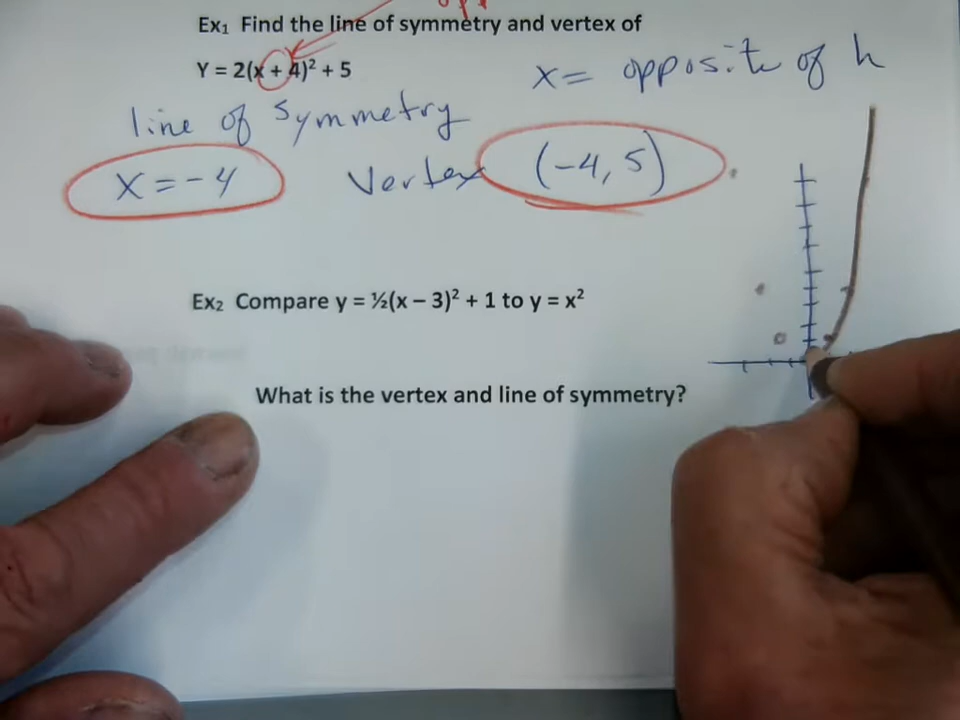 Ex₁ Find the line of symmetry and vertex of
Y = 2(x + 4)² + 5
x = opposite of h
line of symmetry
x = -4
Vertex (-4, 5)
Ex₂ Compare y = ½(x – 3)² + 1 to y = x²
What is the vertex and line of symmetry?